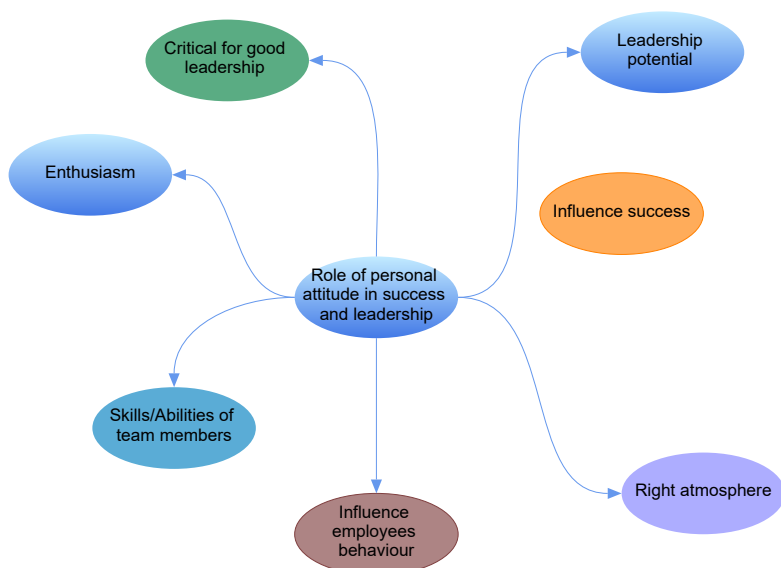 Critical for good
leadership
Leadership
potential
Enthusiasm
Influence success
Role of personal
attitude in success
and leadership
Skills/Abilities of
team members
Right atmosphere
Influence
employees
behaviour